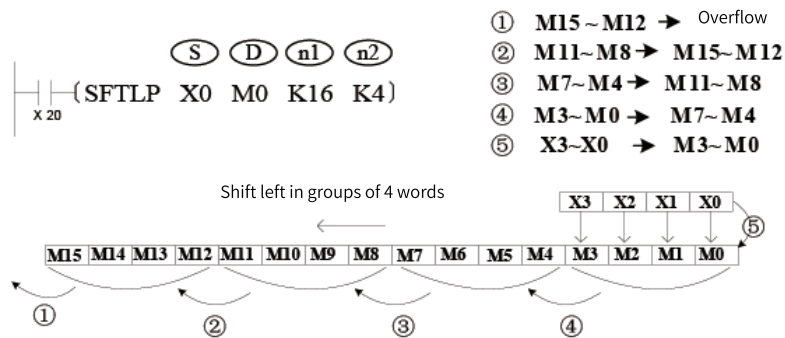 S D n1 n2
SFTLP X0 M0 K16 K4
X 20
① M15~M12 → Overflow
② M11~M8 → M15~M12
③ M7~M4 → M11~M8
④ M3~M0 → M7~M4
⑤ X3~X0 → M3~M0
Shift left in groups of 4 words
X3 X2 X1 X0
⑤
M15 M14 M13 M12 M11 M10 M9 M8 M7 M6 M5 M4 M3 M2 M1 M0
① ② ③ ④